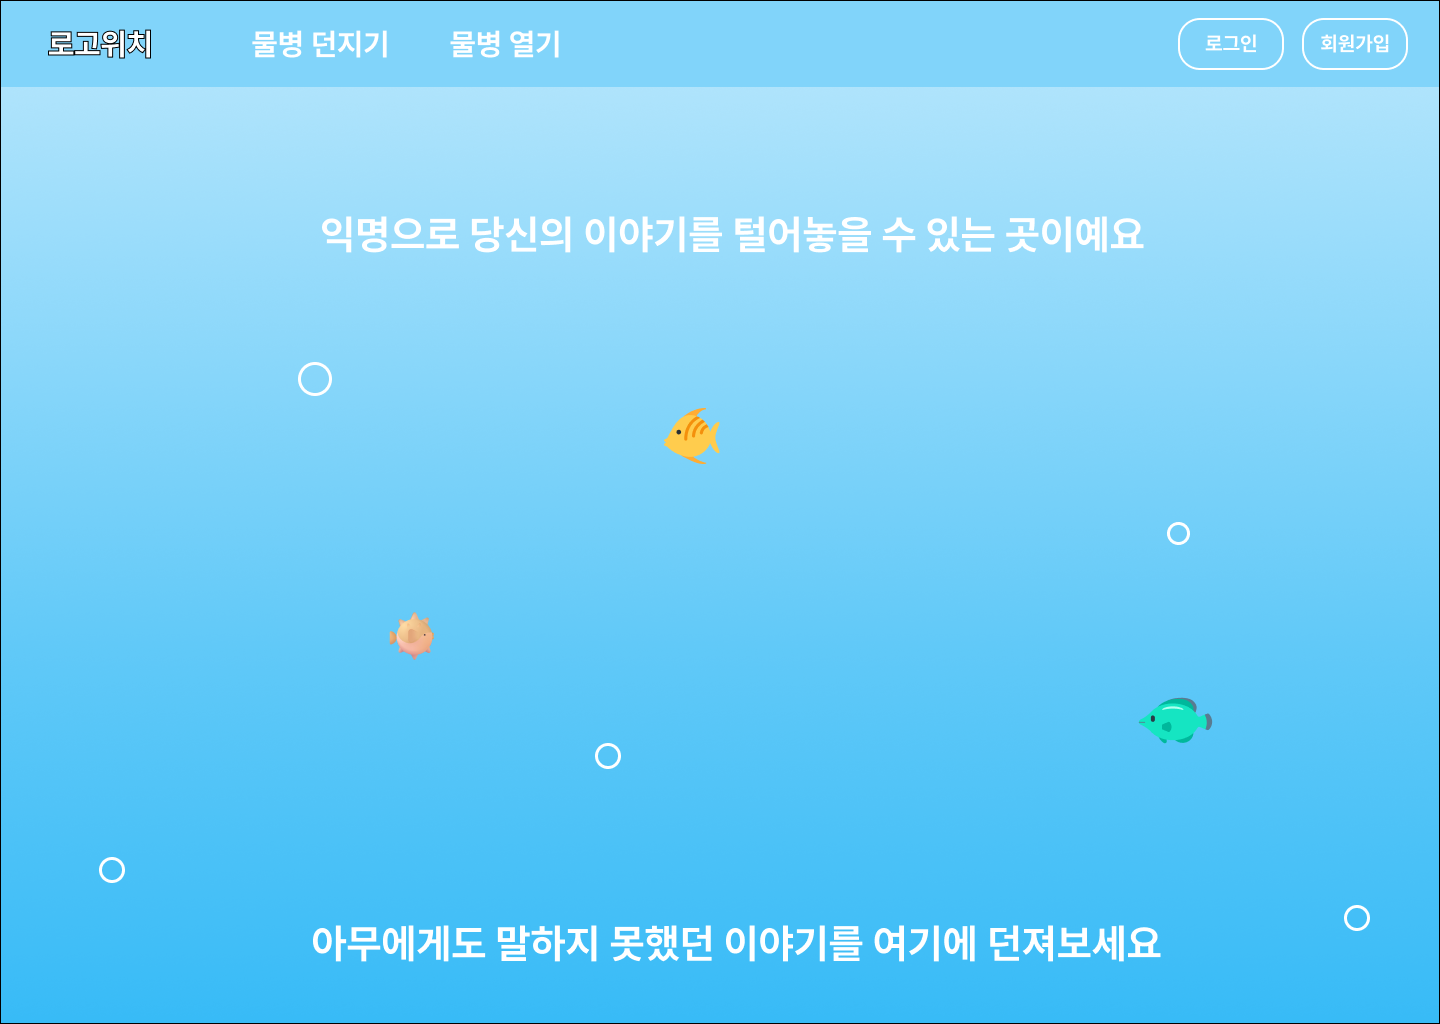 로고위치 물병 던지기 물병 열기 로그인 회원가입
익명으로 당신의 이야기를 털어놓을 수 있는 곳이예요
아무에게도 말하지 못했던 이야기를 여기에 던져보세요